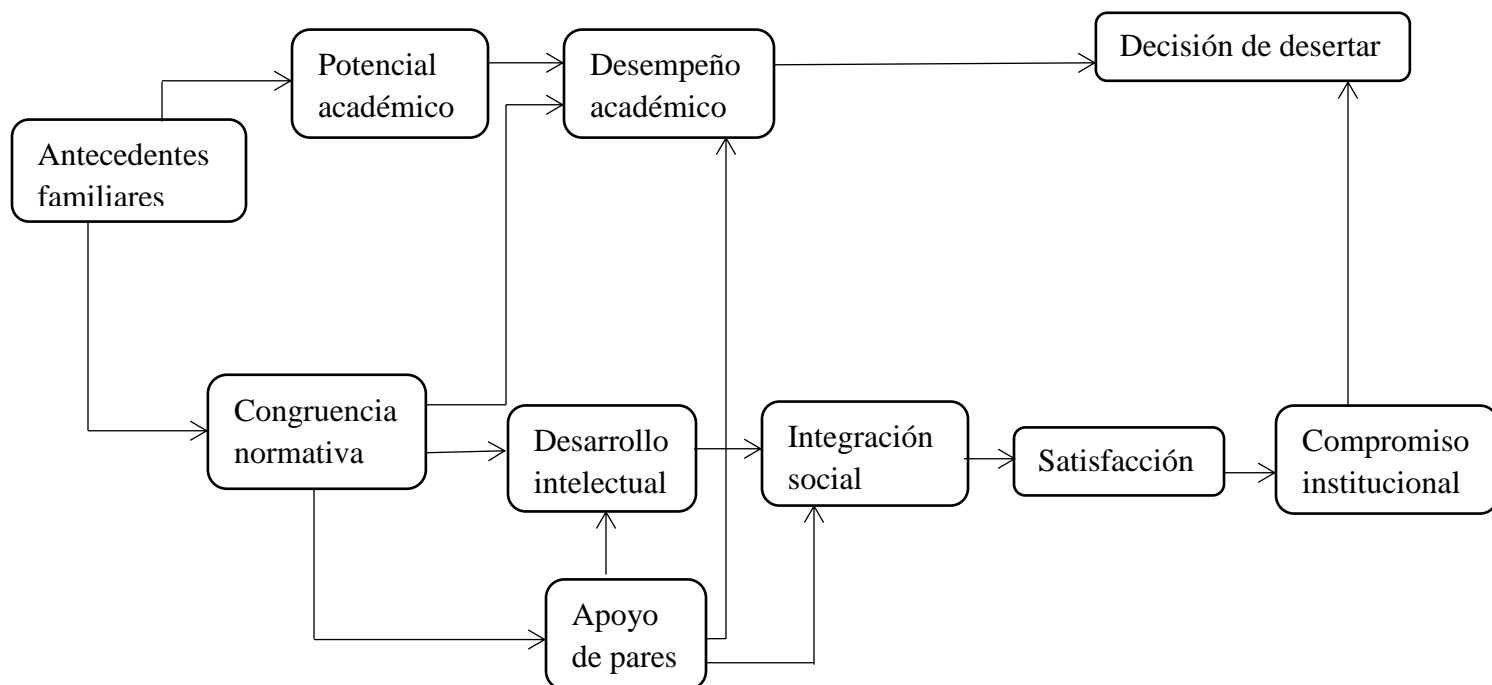 Potencial
académico
Desempeño
académico
Decisión de desertar
Antecedentes
familiares
Congruencia
normativa
Desarrollo
intelectual
Integración
social
Satisfacción
Compromiso
institucional
Apoyo
de pares